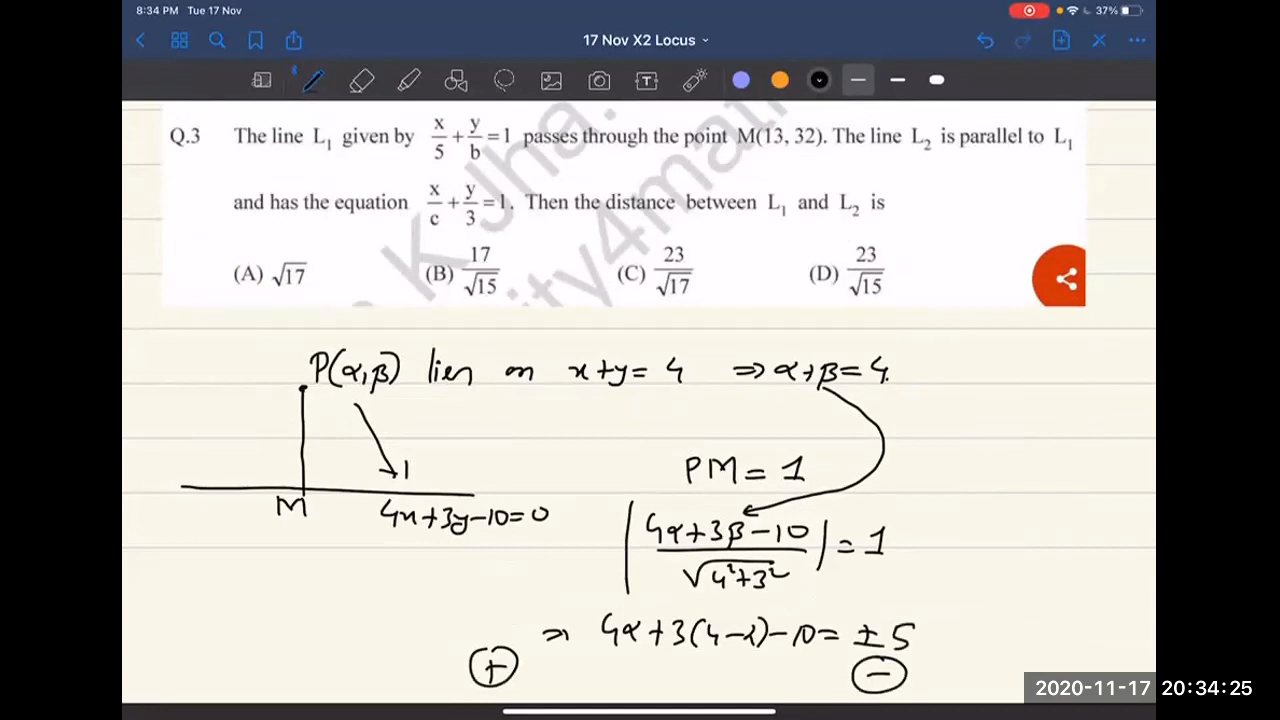 8:34 PM Tue 17 Nov
37%
17 Nov X2 Locus
Q.3 The line L₁ given by x/5 + y/b = 1 passes through the point M(13, 32). The line L₂ is parallel to L₁
and has the equation x/c + y/3 = 1. Then the distance between L₁ and L₂ is
(A) √17 (B) 17/√15 (C) 23/√17 (D) 23/√15
K Jha.
ity4math
P(α,β) lies on x+y= 4 ⇒ α+β=4.
1
PM = 1
M 4x+3y-10=0
|(4α+3β-10)/√(4²+3²)| = 1
⇒ 4α+3(4-α)-10= ±5
+ −
2020-11-17 20:34:25